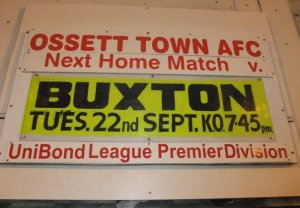 OSSETT TOWN AFC
Next Home Match v.
BUXTON
TUES. 22nd SEPT. K.O. 7·45 pm.
UniBond League Premier Division